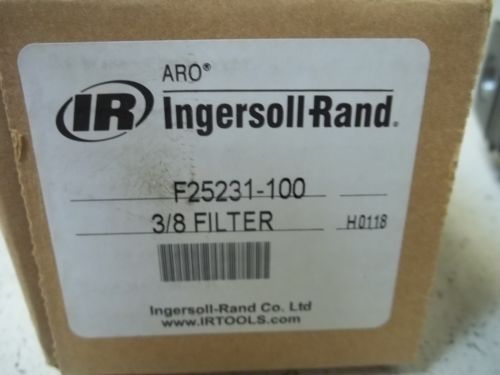 ARO®
IR Ingersoll-Rand®
F25231-100
3/8 FILTER H0118
Ingersoll-Rand Co. Ltd
www.IRTOOLS.com